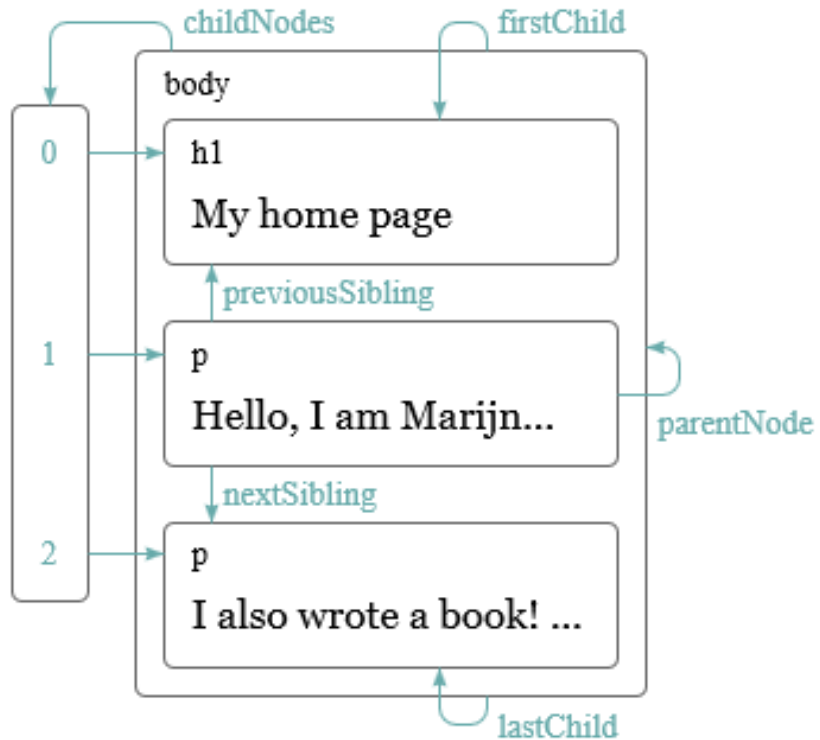 childNodes
firstChild
body
0
h1
My home page
previousSibling
1
p
Hello, I am Marijn...
parentNode
nextSibling
2
p
I also wrote a book! ...
lastChild